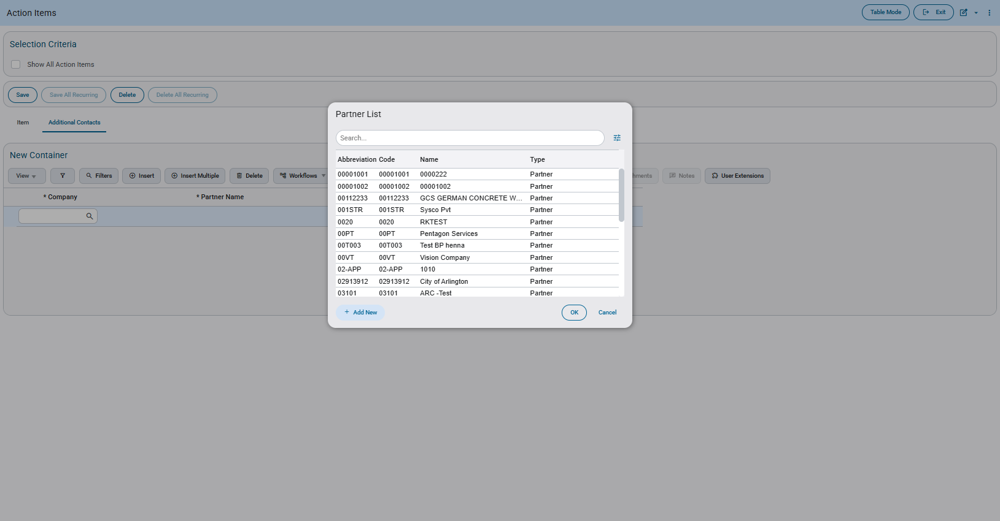 Action Items
Table Mode
Exit
Selection Criteria
Show All Action Items
Save
Save All Recurring
Delete
Delete All Recurring
Item
Additional Contacts
New Container
View
Filters
Insert
Insert Multiple
Delete
Workflows
Notes
User Extensions
* Company
* Partner Name
Partner List
Search...
Abbreviation Code Name Type
00001001 00001001 0000222 Partner
00001002 00001002 00001002 Partner
00112233 00112233 GCS GERMAN CONCRETE W... Partner
001STR 001STR Sysco Pvt Partner
0020 0020 RKTEST Partner
00PT 00PT Pentagon Services Partner
00T003 00T003 Test BP henna Partner
00VT 00VT Vision Company Partner
02-APP 02-APP 1010 Partner
02913912 02913912 City of Arlington Partner
03101 03101 ARC -Test Partner
+ Add New
OK
Cancel